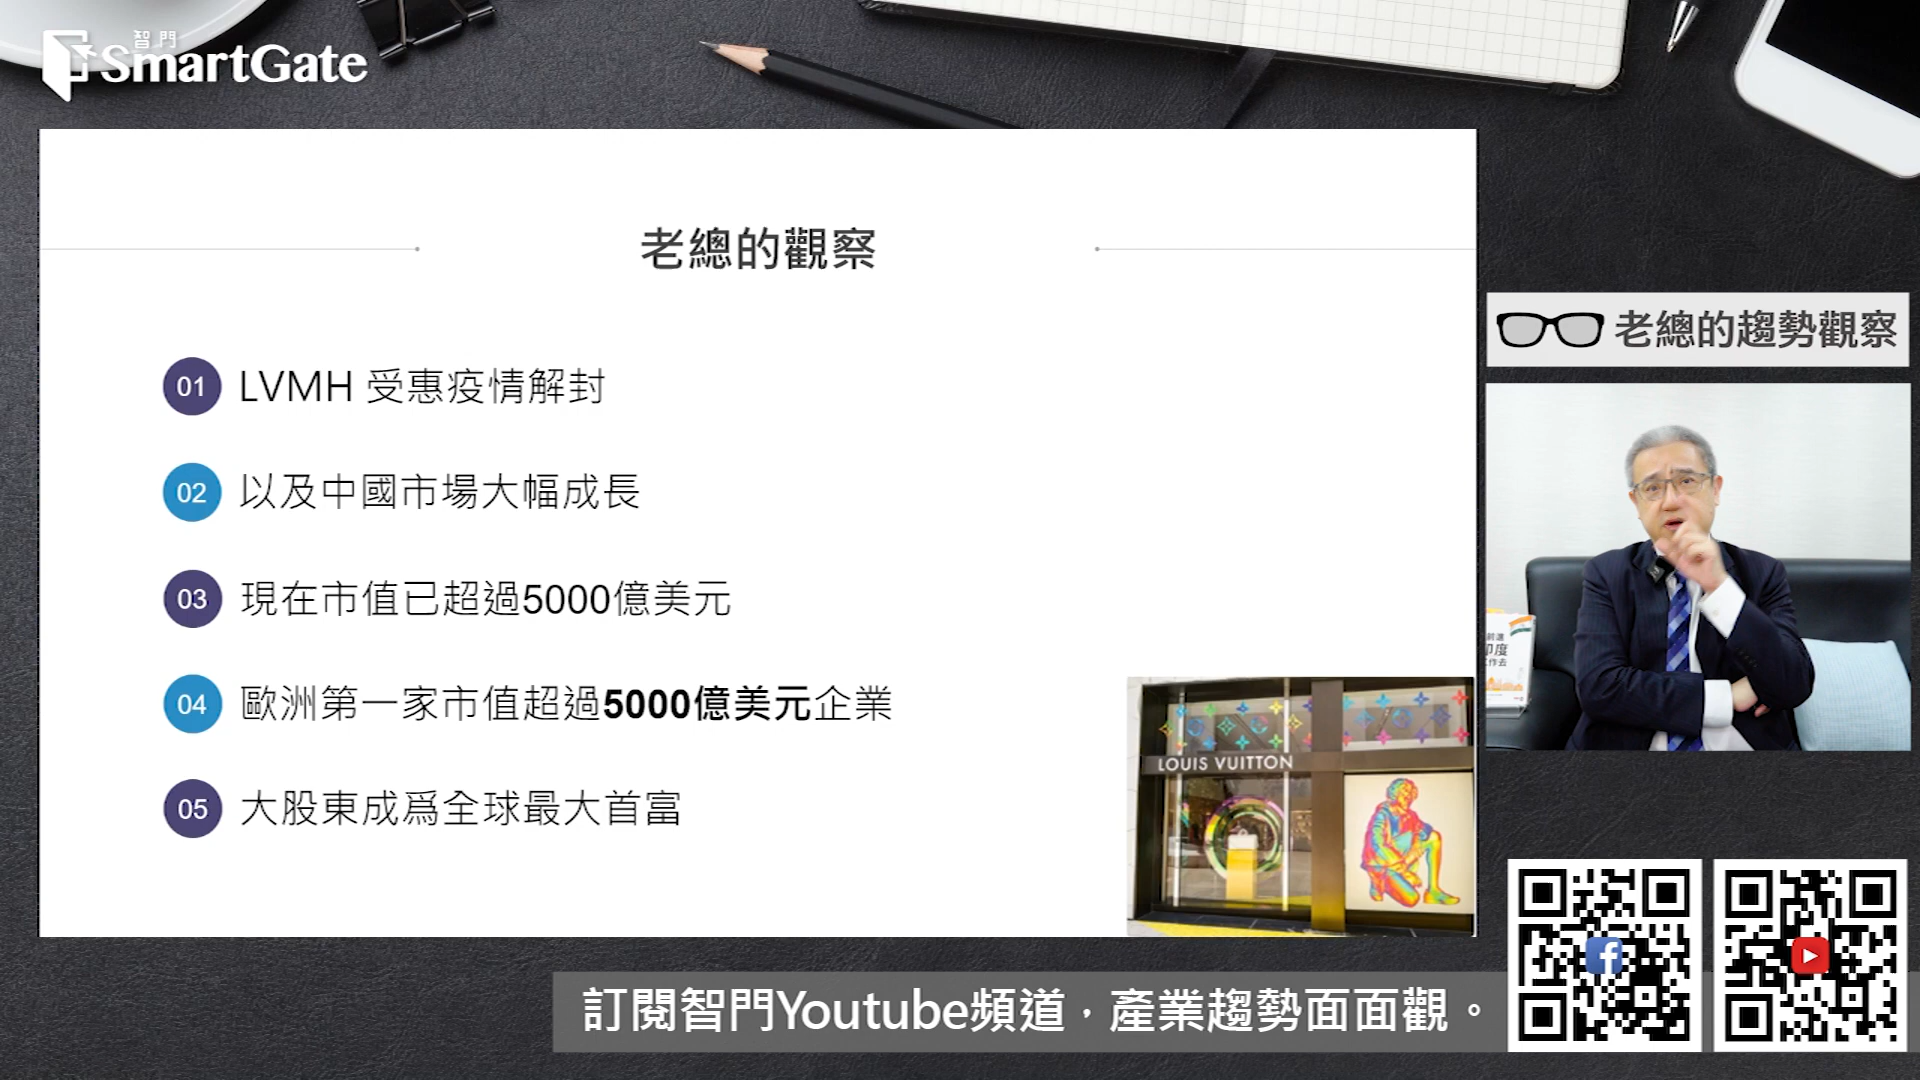 智門
SmartGate
老總的觀察
01 LVMH 受惠疫情解封
02 以及中國市場大幅成長
03 現在市值已超過5000億美元
04 歐洲第一家市值超過5000億美元企業
05 大股東成爲全球最大首富
LOUIS VUITTON
老總的趨勢觀察
前進
印度
工作去
訂閱智門Youtube頻道，產業趨勢面面觀。